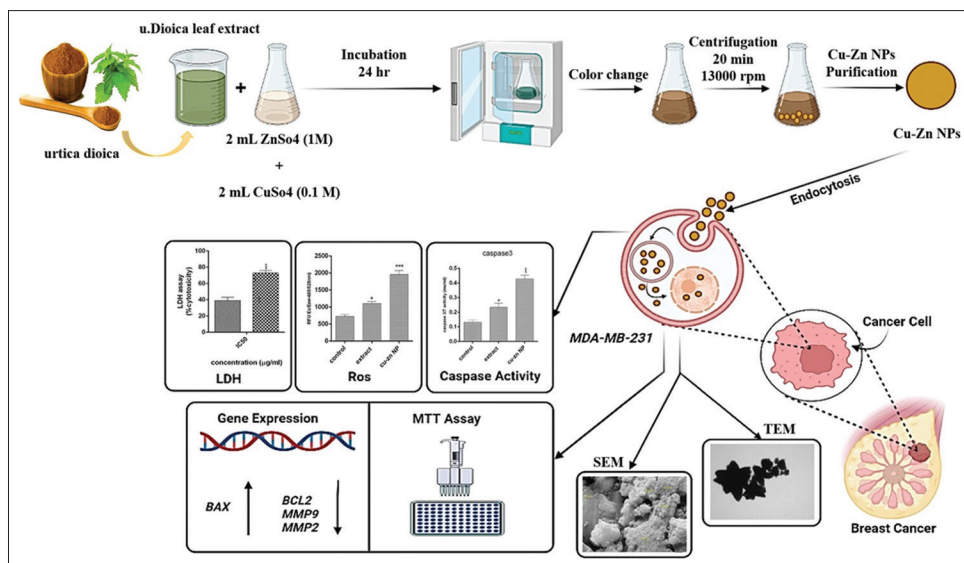 u.Dioica leaf extract
urtica dioica
+
2 mL ZnSo4 (1M)
+
2 mL CuSo4 (0.1 M)
Incubation
24 hr
Color change
Centrifugation
20 min
13000 rpm
Cu-Zn NPs
Purification
Cu-Zn NPs
Endocytosis
MDA-MB-231
Cancer Cell
Breast Cancer
LDH assay
(%cytotoxicity)
80
60
40
20
0
IC50
concentration (µg/ml)
LDH
2500
2000
1500
1000
500
0
*
***
control
extract
cu-zn NP
Ros
caspase3
0.5
0.4
0.3
0.2
0.1
0.0
*
control
extract
cu-zn NP
Caspase Activity
Gene Expression
BAX
BCL2
MMP9
MMP2
MTT Assay
SEM
TEM